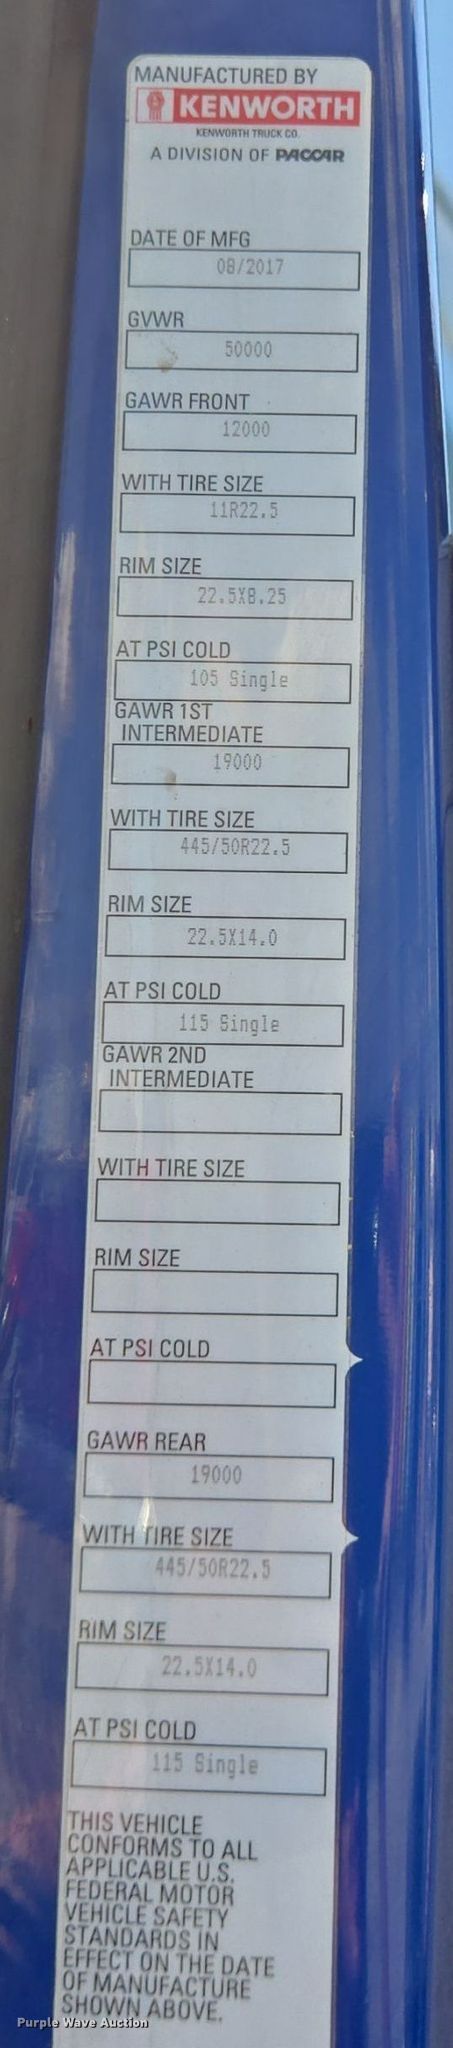 MANUFACTURED BY
KENWORTH
KENWORTH TRUCK CO.
A DIVISION OF PACCAR
DATE OF MFG
08/2017
GVWR
50000
GAWR FRONT
12000
WITH TIRE SIZE
11R22.5
RIM SIZE
22.5X8.25
AT PSI COLD
105 Single
GAWR 1ST
INTERMEDIATE
19000
WITH TIRE SIZE
445/50R22.5
RIM SIZE
22.5X14.0
AT PSI COLD
115 Single
GAWR 2ND
INTERMEDIATE
WITH TIRE SIZE
RIM SIZE
AT PSI COLD
GAWR REAR
19000
WITH TIRE SIZE
445/50R22.5
RIM SIZE
22.5X14.0
AT PSI COLD
115 Single
THIS VEHICLE
CONFORMS TO ALL
APPLICABLE U.S.
FEDERAL MOTOR
VEHICLE SAFETY
STANDARDS IN
EFFECT ON THE DATE
OF MANUFACTURE
SHOWN ABOVE.
Purple Wave Auction